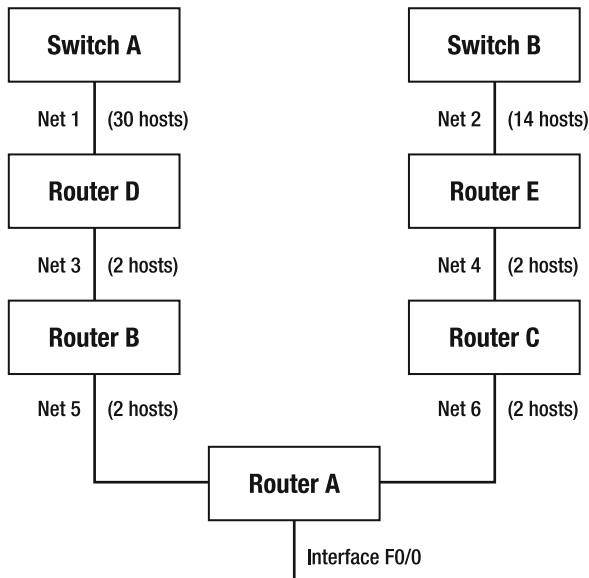 Switch A
Switch B
Net 1 (30 hosts)
Net 2 (14 hosts)
Router D
Router E
Net 3 (2 hosts)
Net 4 (2 hosts)
Router B
Router C
Net 5 (2 hosts)
Net 6 (2 hosts)
Router A
Interface F0/0